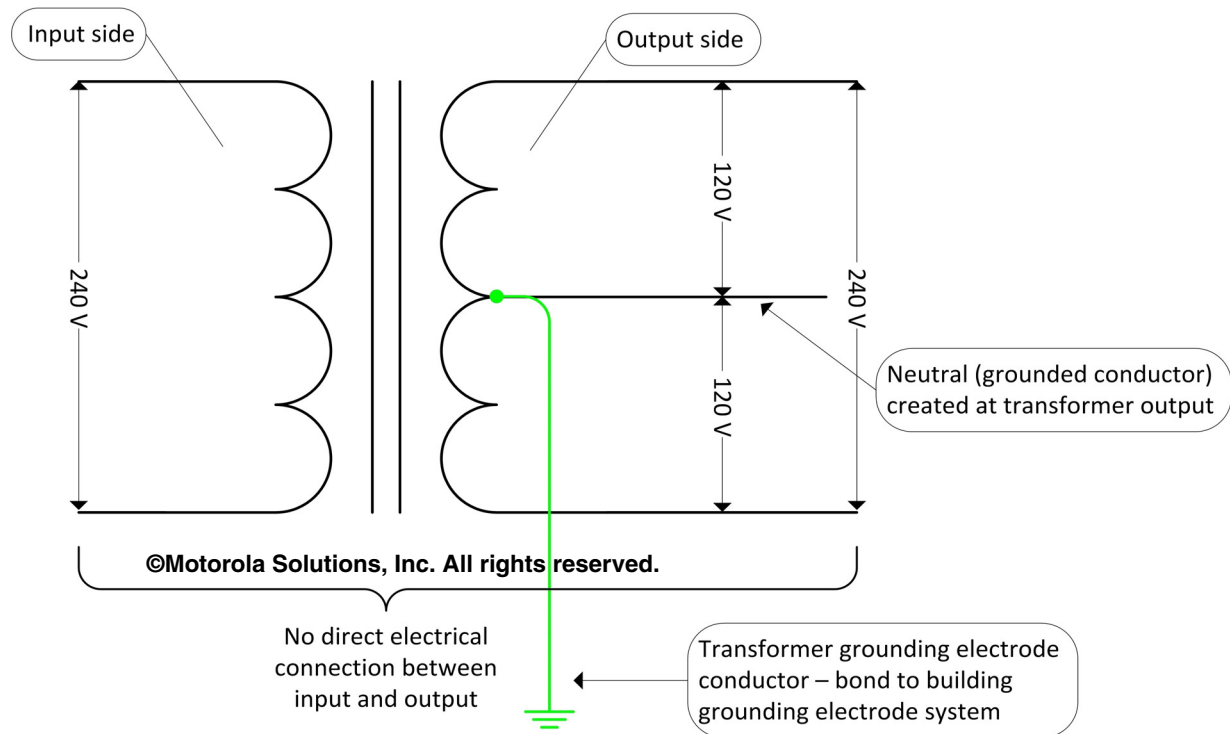 Input side
Output side
240 V
120 V
120 V
240 V
Neutral (grounded conductor)
created at transformer output
©Motorola Solutions, Inc. All rights reserved.
No direct electrical
connection between
input and output
Transformer grounding electrode
conductor – bond to building
grounding electrode system